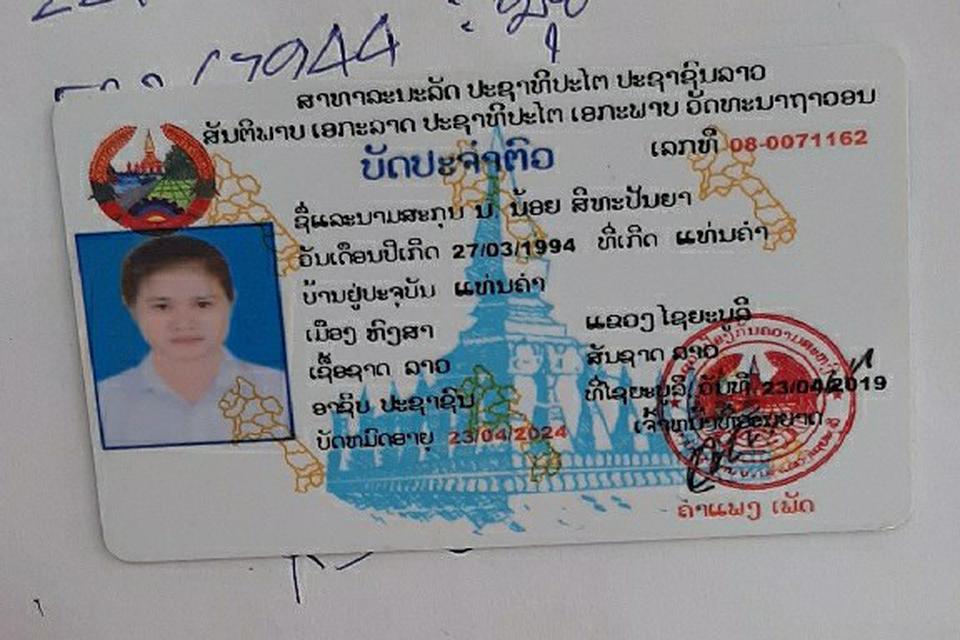 ສາທາລະນະລັດ ປະຊາທິປະໄຕ ປະຊາຊົນລາວ
ສັນຕິພາບ ເອກະລາດ ປະຊາທິປະໄຕ ເອກະພາບ ວັດທະນາຖາວອນ
ບັດປະຈຳຕົວ
ເລກທີ 08-0071162
ຊື່ແລະນາມສະກຸນ ນ. ນ້ອຍ ສິທະປັນຍາ
ວັນເດືອນປີເກີດ 27/03/1994 ທີ່ເກີດ ແທ່ນຄຳ
ບ້ານຢູ່ປະຈຸບັນ ແທ່ນຄຳ
ເມືອງ ຫົງສາ ແຂວງ ໄຊຍະບູລີ
ເຊື້ອຊາດ ລາວ ສັນຊາດ ລາວ
ອາຊີບ ປະຊາຊົນ ທີ່ໄຊຍະບູລີ, ວັນທີ 23/04/2019
ບັດຫມົດອາຍຸ 23/04/2024 ເຈົ້າຫນ້າທີ່ອອກບັດ
ຄຳແພງ ເພັດ